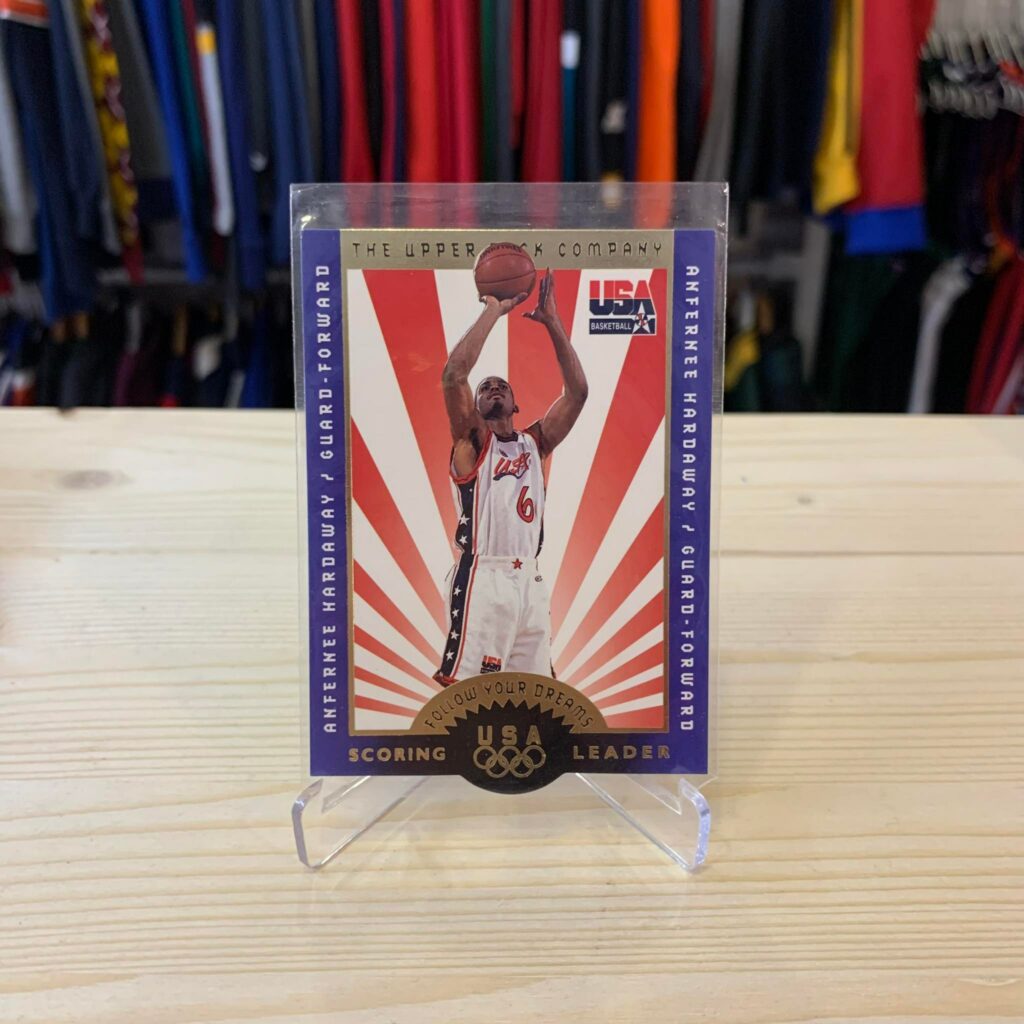 THE UPPER DECK COMPANY
ANFERNEE HARDAWAY / GUARD-FORWARD
ANFERNEE HARDAWAY / GUARD-FORWARD
USA
BASKETBALL
USA
6
USA
FOLLOW YOUR DREAMS
USA
SCORING LEADER